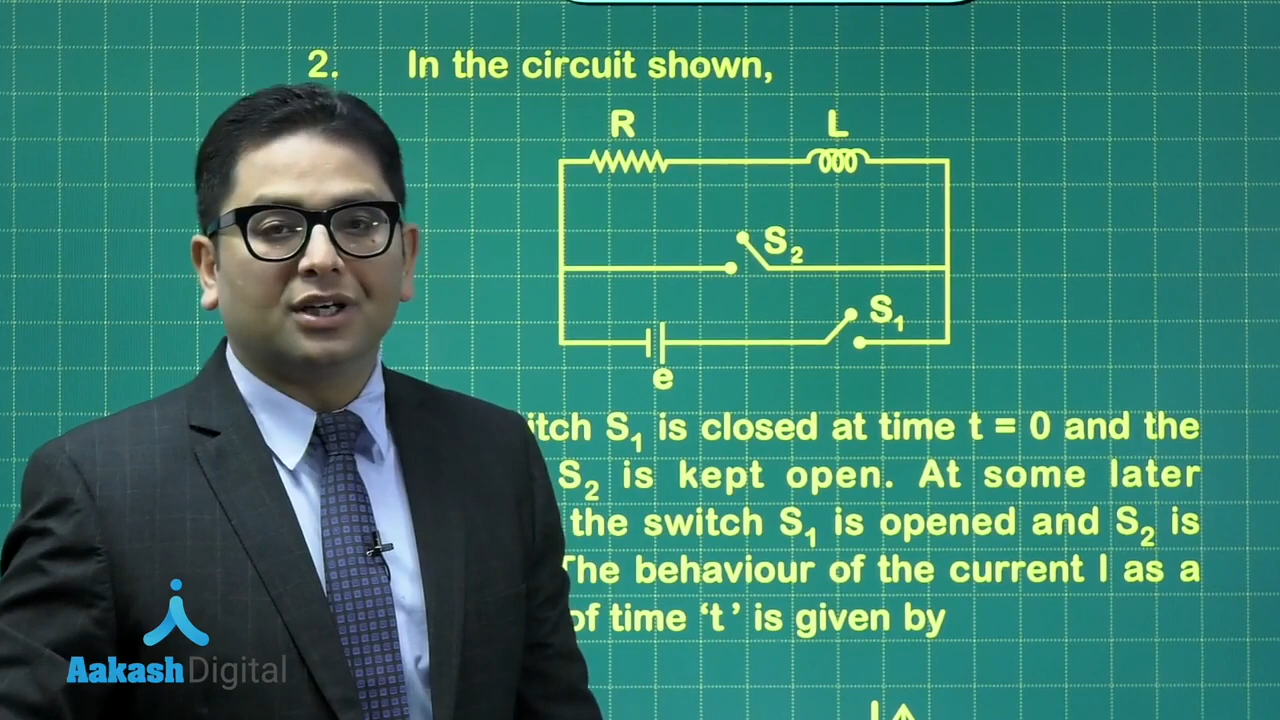 2. In the circuit shown,
R L
S2
S1
e
itch S1 is closed at time t = 0 and the
S2 is kept open. At some later
the switch S1 is opened and S2 is
The behaviour of the current I as a
of time ‘t’ is given by
I
Aakash Digital